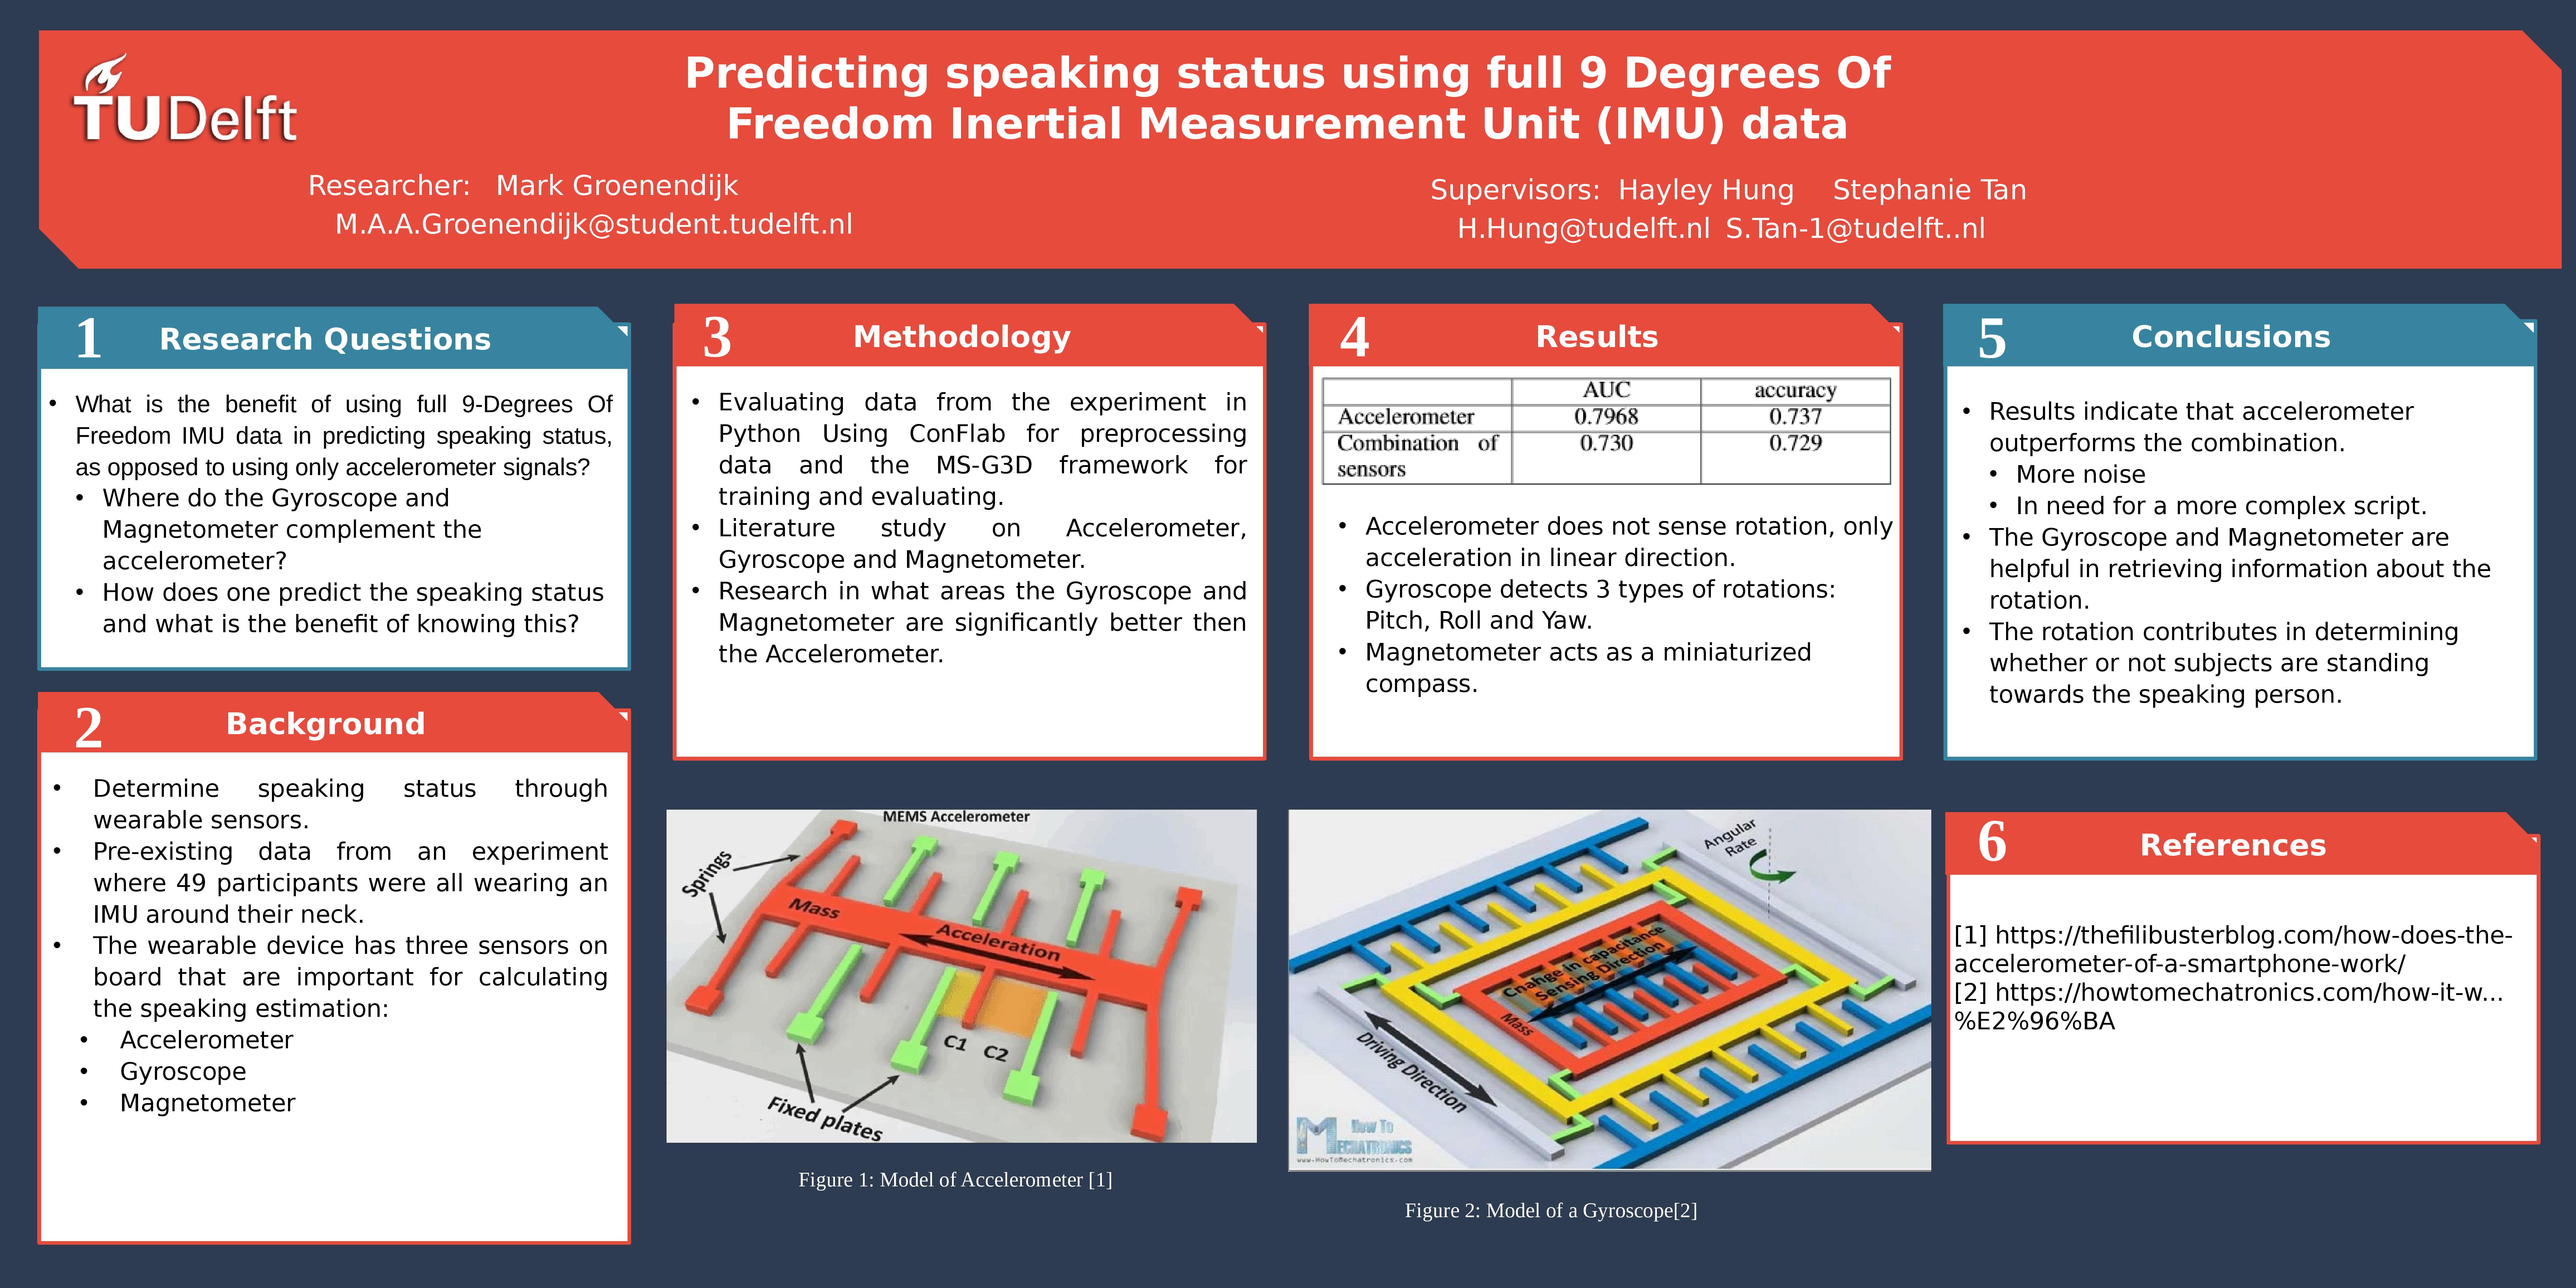 TUDelft
Predicting speaking status using full 9 Degrees Of
Freedom Inertial Measurement Unit (IMU) data
Researcher: Mark Groenendijk
M.A.A.Groenendijk@student.tudelft.nl
Supervisors: Hayley Hung Stephanie Tan
H.Hung@tudelft.nl S.Tan-1@tudelft..nl
1 Research Questions
• What is the benefit of using full 9-Degrees Of
Freedom IMU data in predicting speaking status,
as opposed to using only accelerometer signals?
• Where do the Gyroscope and
Magnetometer complement the
accelerometer?
• How does one predict the speaking status
and what is the benefit of knowing this?
2 Background
• Determine speaking status through
wearable sensors.
• Pre-existing data from an experiment
where 49 participants were all wearing an
IMU around their neck.
• The wearable device has three sensors on
board that are important for calculating
the speaking estimation:
• Accelerometer
• Gyroscope
• Magnetometer
3 Methodology
• Evaluating data from the experiment in
Python Using ConFlab for preprocessing
data and the MS-G3D framework for
training and evaluating.
• Literature study on Accelerometer,
Gyroscope and Magnetometer.
• Research in what areas the Gyroscope and
Magnetometer are significantly better then
the Accelerometer.
4 Results
AUC accuracy
Accelerometer 0.7968 0.737
Combination of 0.730 0.729
sensors
• Accelerometer does not sense rotation, only
acceleration in linear direction.
• Gyroscope detects 3 types of rotations:
Pitch, Roll and Yaw.
• Magnetometer acts as a miniaturized
compass.
5 Conclusions
• Results indicate that accelerometer
outperforms the combination.
• More noise
• In need for a more complex script.
• The Gyroscope and Magnetometer are
helpful in retrieving information about the
rotation.
• The rotation contributes in determining
whether or not subjects are standing
towards the speaking person.
MEMS Accelerometer
Springs
Mass
Acceleration
C1 C2
Fixed plates
Figure 1: Model of Accelerometer [1]
Angular
Rate
Cnahge in capacitance
Sensing Direction
Mass
Driving Direction
How To
MECHATRONICS
www.HowToMechatronics.com
Figure 2: Model of a Gyroscope[2]
6 References
[1] https://thefilibusterblog.com/how-does-the-
accelerometer-of-a-smartphone-work/
[2] https://howtomechatronics.com/how-it-w...
%E2%96%BA